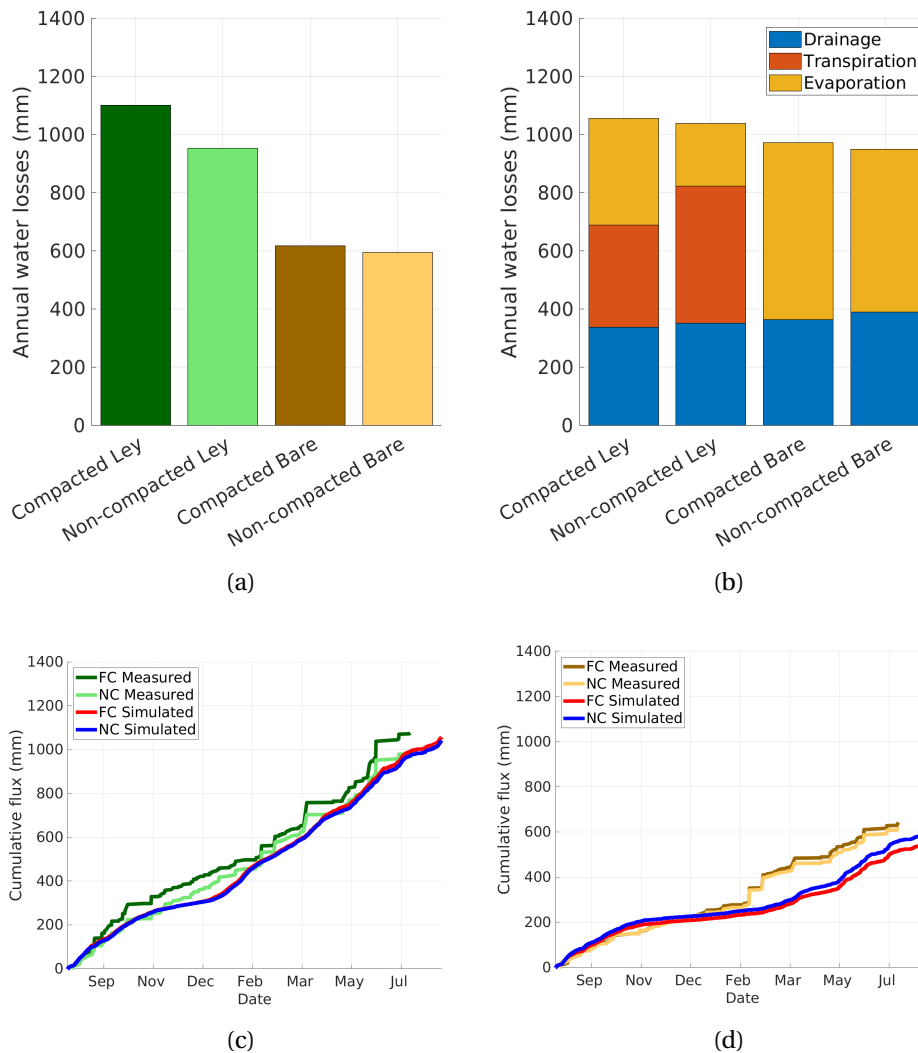 1400
1200
1000
800
600
400
200
0
Annual water losses (mm)
Compacted Ley
Non-compacted Ley
Compacted Bare
Non-compacted Bare
(a)
1400
1200
1000
800
600
400
200
0
Annual water losses (mm)
Drainage
Transpiration
Evaporation
Compacted Ley
Non-compacted Ley
Compacted Bare
Non-compacted Bare
(b)
1400
1200
1000
800
600
400
200
0
Cumulative flux (mm)
FC Measured
NC Measured
FC Simulated
NC Simulated
Sep Nov Dec Feb Mar May Jul
Date
(c)
1400
1200
1000
800
600
400
200
0
Cumulative flux (mm)
FC Measured
NC Measured
FC Simulated
NC Simulated
Sep Nov Dec Feb Mar May Jul
Date
(d)